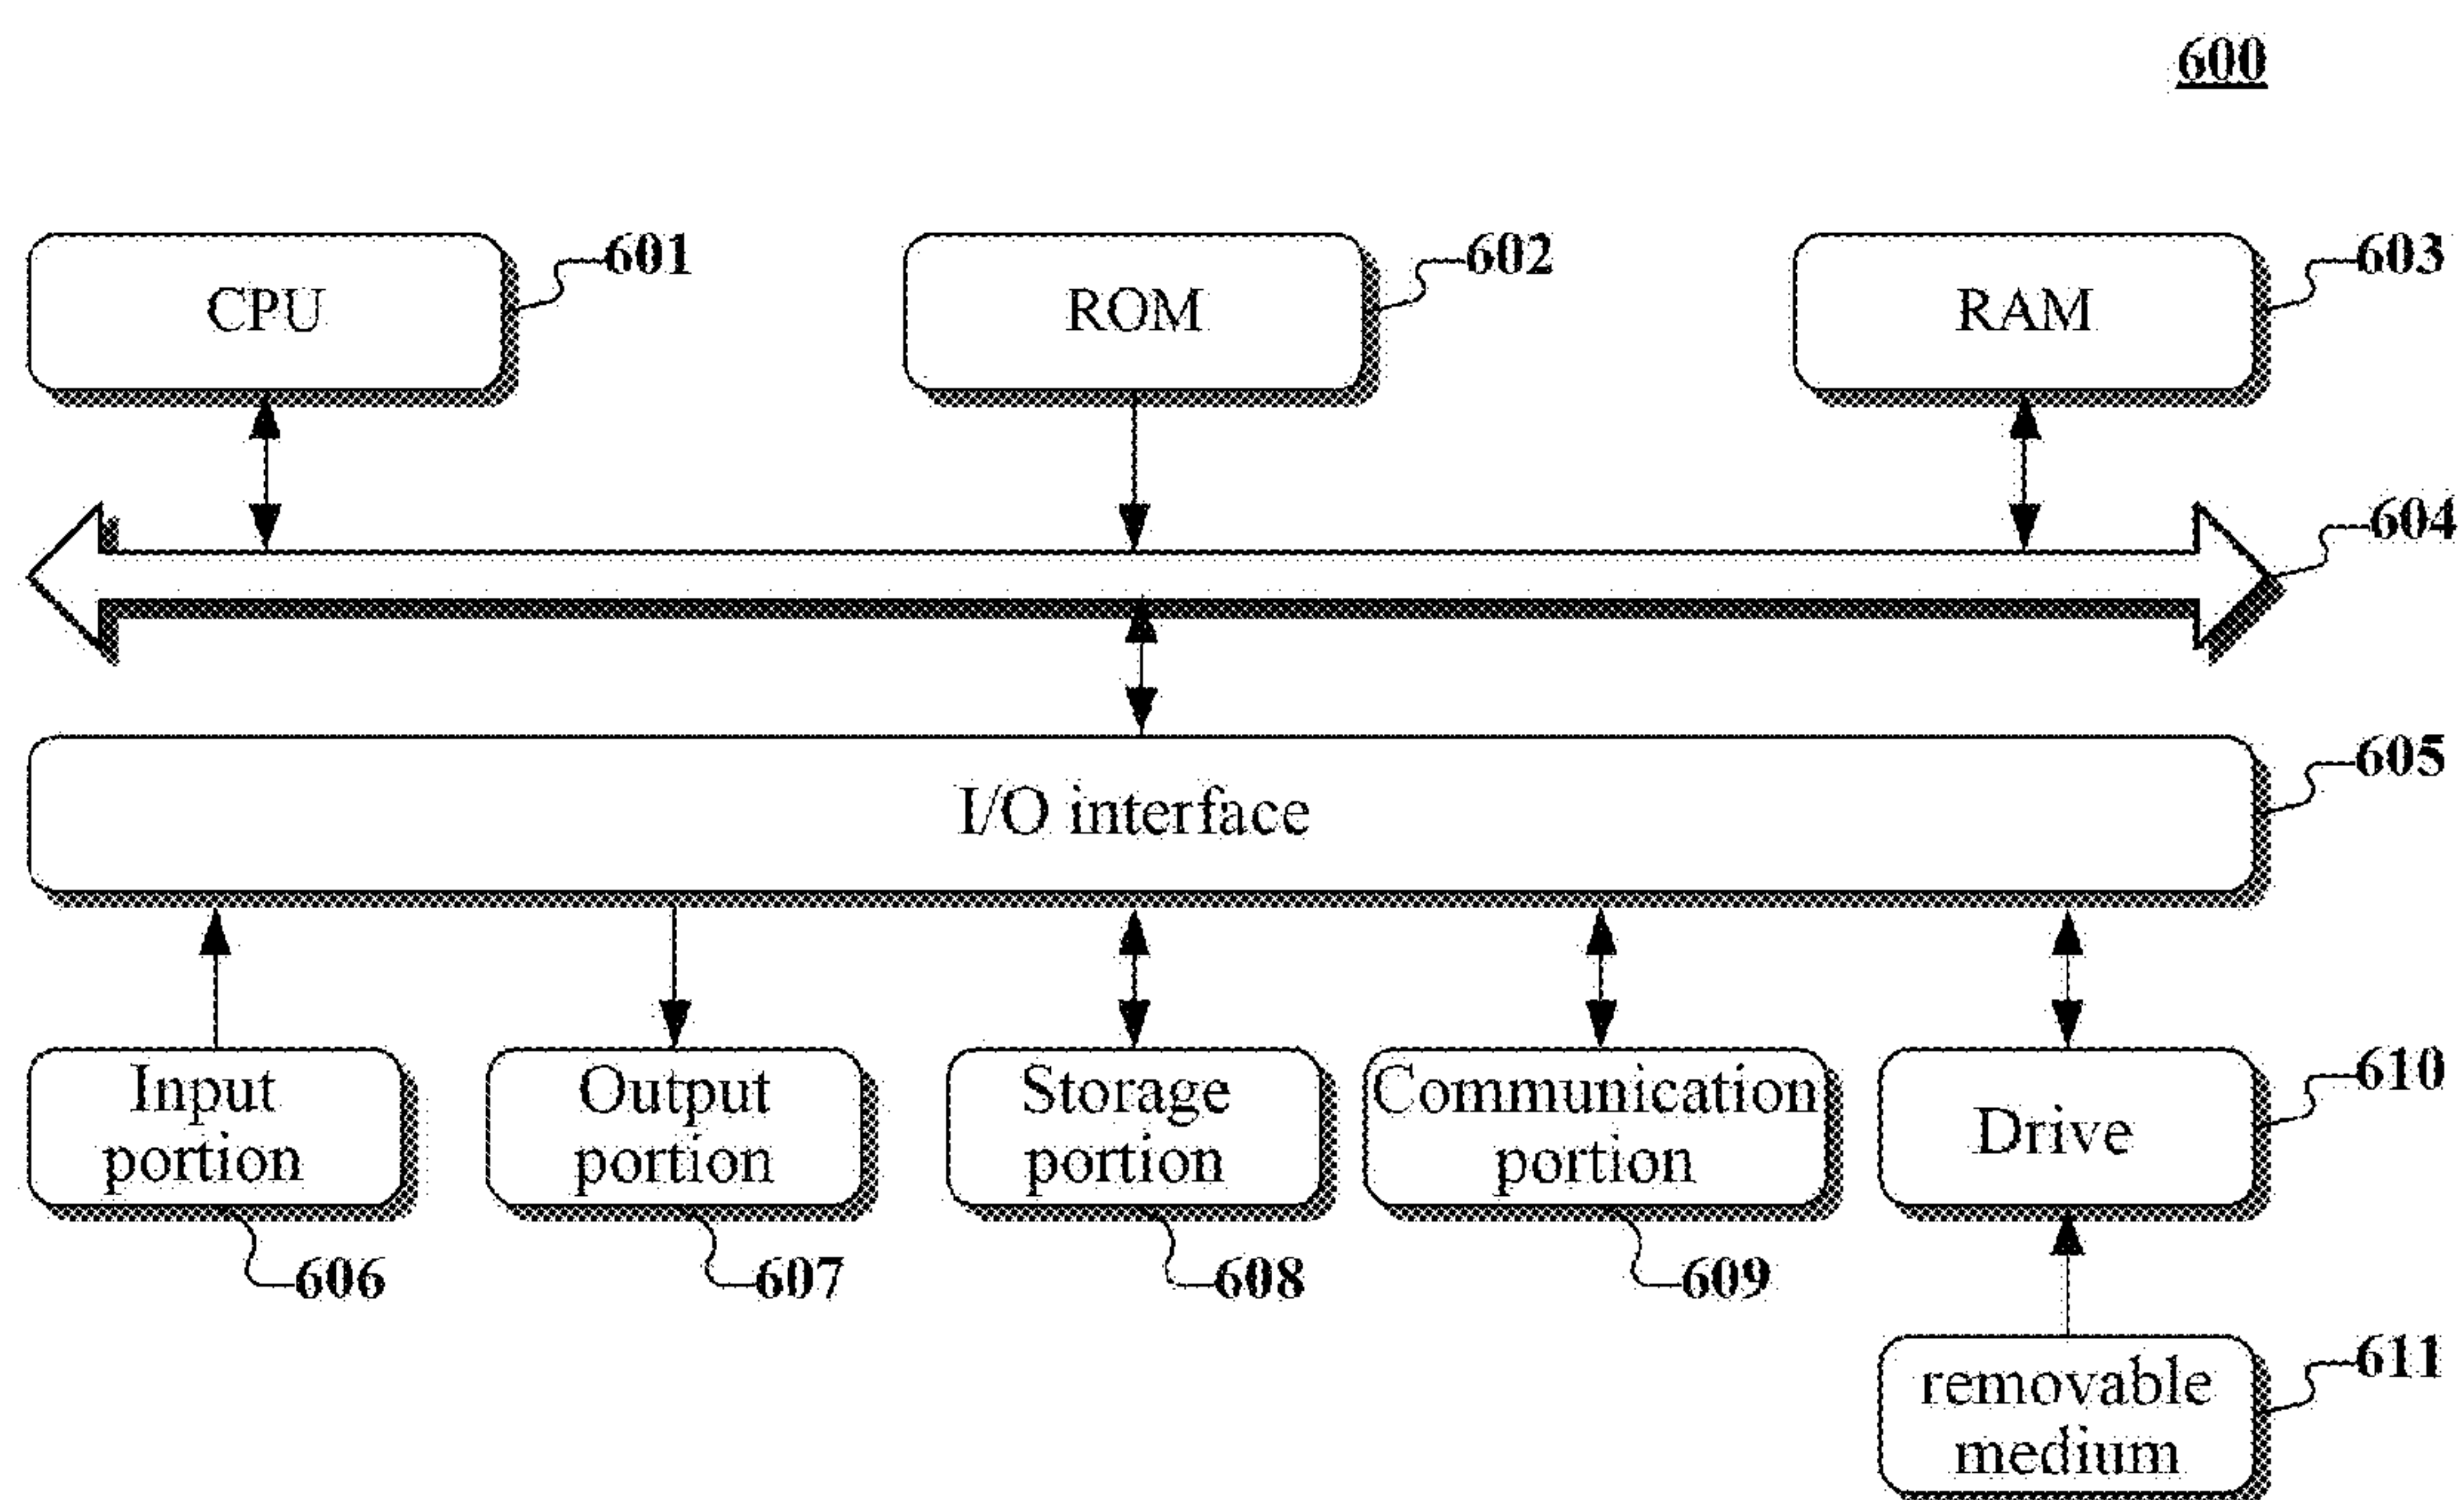 600
CPU
601
ROM
602
RAM
603
604
I/O interface
605
Input
portion
Output
portion
Storage
portion
Communication
portion
Drive
610
606
607
608
609
removable
medium
611